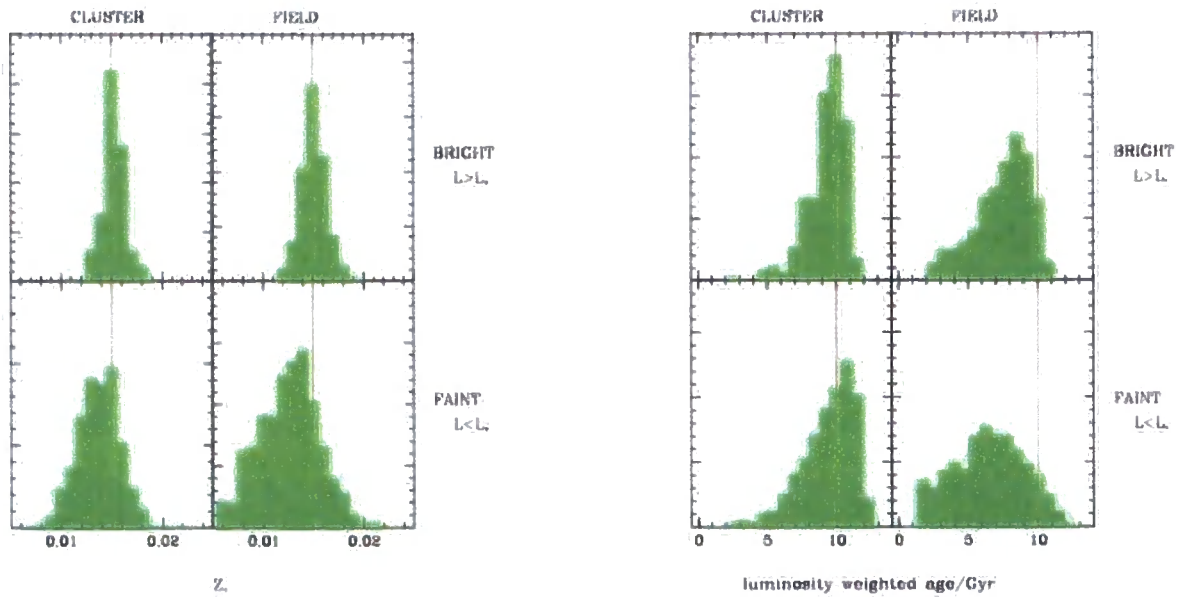 CLUSTER FIELD CLUSTER FIELD
BRIGHT
L>L*
BRIGHT
L>L*
FAINT
L<L*
FAINT
L<L*
0.01 0.02 0.01 0.02 0 5 10 0 5 10
Z*
luminosity weighted age/Gyr